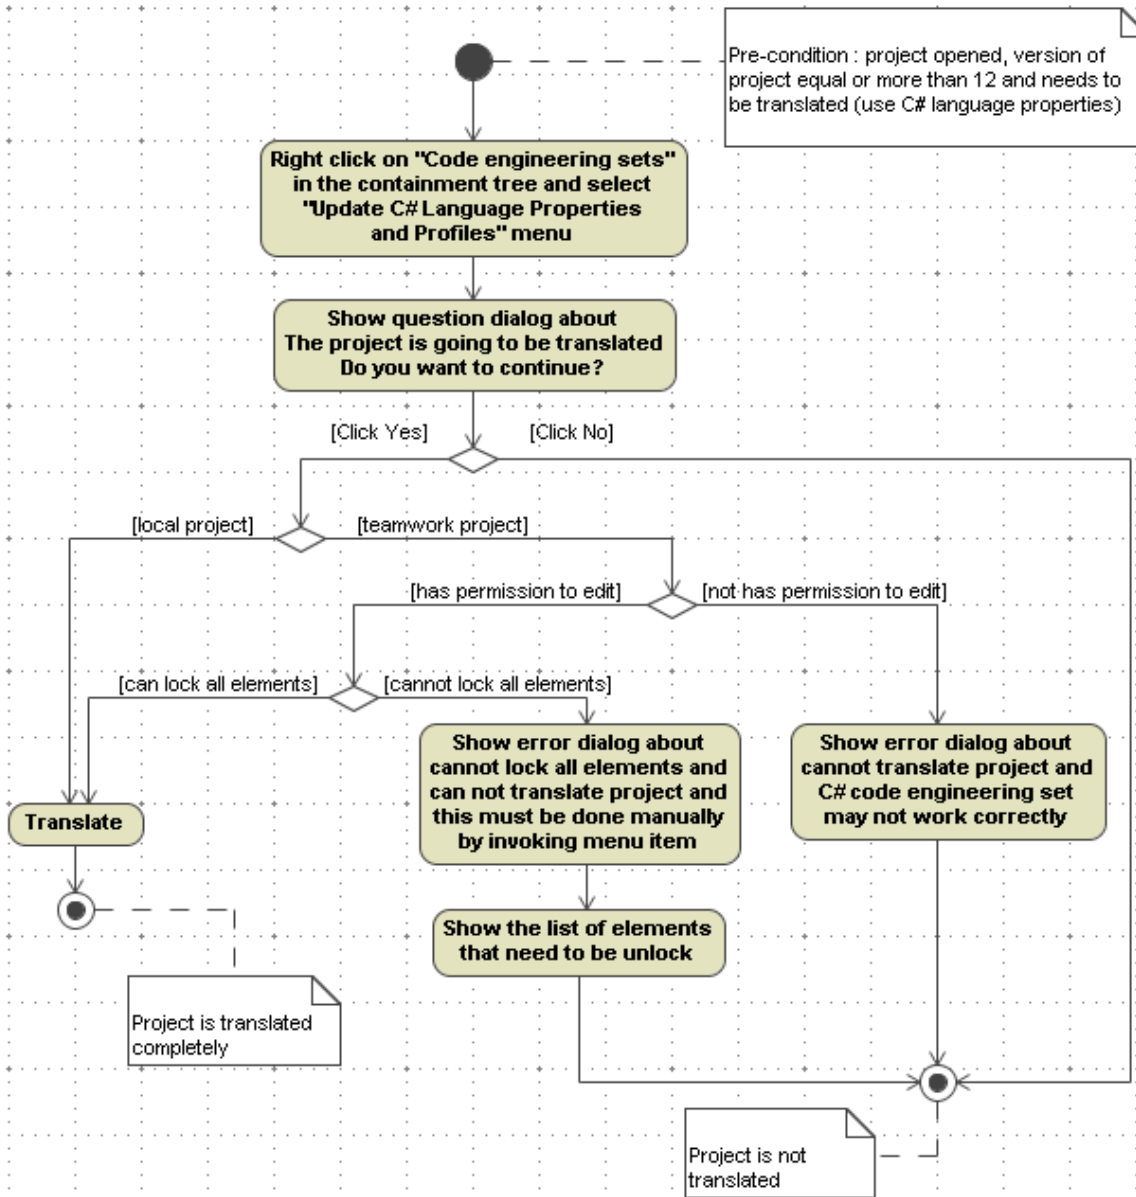 Pre-condition : project opened, version of
project equal or more than 12 and needs to
be translated (use C# language properties)
Right click on "Code engineering sets"
in the containment tree and select
"Update C# Language Properties
and Profiles" menu
Show question dialog about
The project is going to be translated
Do you want to continue?
[Click Yes]
[Click No]
[local project]
[teamwork project]
[has permission to edit]
[not has permission to edit]
[can lock all elements]
[cannot lock all elements]
Show error dialog about
cannot lock all elements and
can not translate project and
this must be done manually
by invoking menu item
Show error dialog about
cannot translate project and
C# code engineering set
may not work correctly
Translate
Show the list of elements
that need to be unlock
Project is translated
completely
Project is not
translated